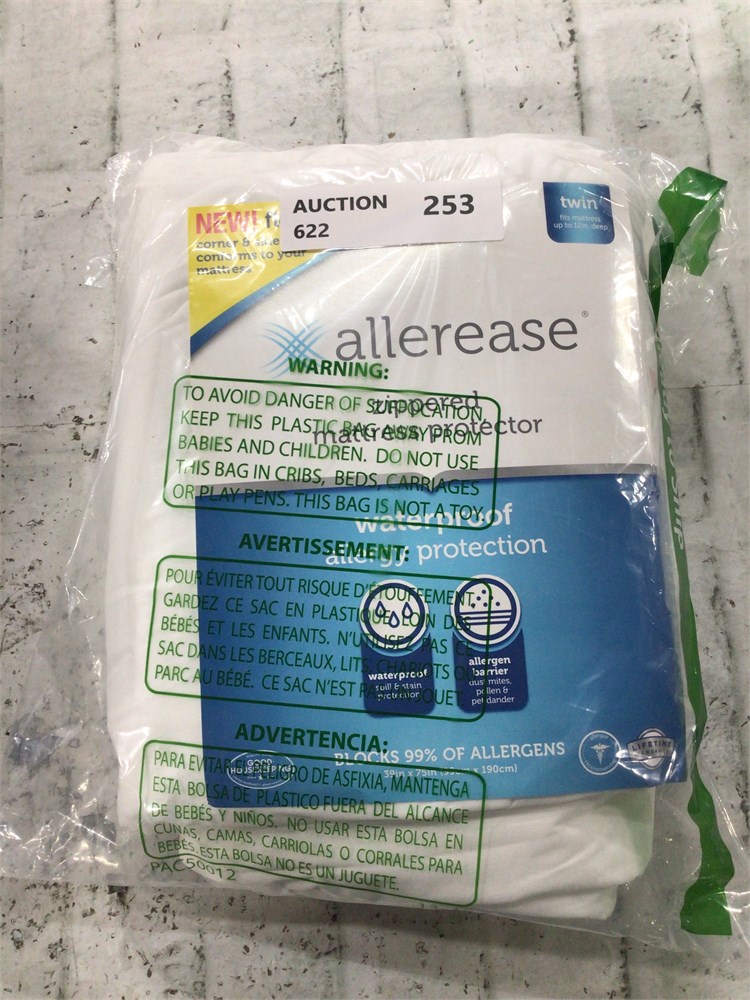 AUCTION 253
622
NEW!
corner & side
conforms to your
mattress
twin
fits mattress
up to 12in. deep
allerease®
zippered
mattress protector
WARNING:
TO AVOID DANGER OF SUFFOCATION,
KEEP THIS PLASTIC BAG AWAY FROM
BABIES AND CHILDREN. DO NOT USE
THIS BAG IN CRIBS, BEDS, CARRIAGES
OR PLAY PENS. THIS BAG IS NOT A TOY.
waterproof
allergy protection
AVERTISSEMENT:
POUR ÉVITER TOUT RISQUE D'ÉTOUFFEMENT,
GARDEZ CE SAC EN PLASTIQUE LOIN DES
BÉBÉS ET LES ENFANTS. N'UTILISEZ PAS CE
SAC DANS LES BERCEAUX, LITS, CHARIOTS OU
PARC AU BÉBÉ. CE SAC N'EST PAS UN JOUET.
waterproof
spill & stain
protection
allergen
barrier
dust mites,
pollen &
pet dander
BLOCKS 99% OF ALLERGENS
39in x 75in x 190cm)
GOOD
HOUSEKEEPING
LIFETIME
ADVERTENCIA:
PARA EVITAR EL PELIGRO DE ASFIXIA, MANTENGA
ESTA BOLSA DE PLASTICO FUERA DEL ALCANCE
DE BEBÉS Y NIÑOS. NO USAR ESTA BOLSA EN
CUNAS, CAMAS, CARRIOLAS O CORRALES PARA
BEBÉS. ESTA BOLSA NO ES UN JUGUETE.
PAC50012